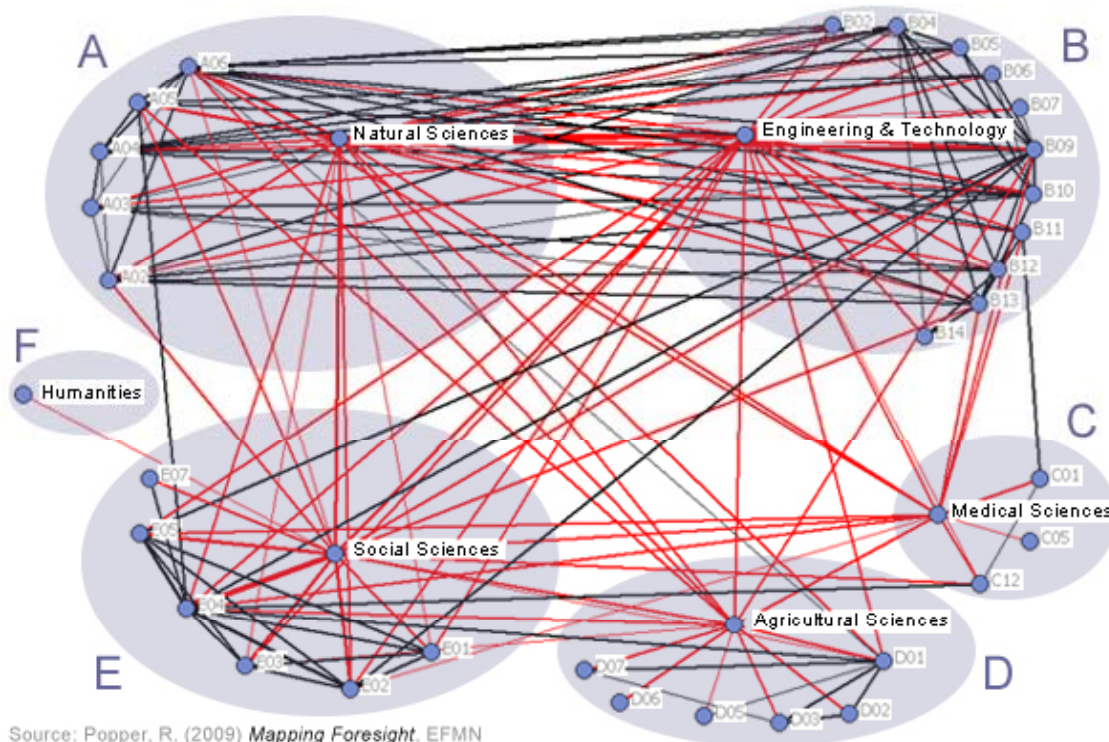 A
B
A06
B02
B04
B05
A05
B06
B07
Natural Sciences
Engineering & Technology
A04
B09
B10
A03
B11
A02
B12
B13
B14
F
Humanities
C
E07
C01
Medical Sciences
E05
C05
Social Sciences
C12
E04
Agricultural Sciences
E01
E03
D01
E
E02
D07
D
D06
D05
D03
D02
Source: Popper, R. (2009) Mapping Foresight, EFMN